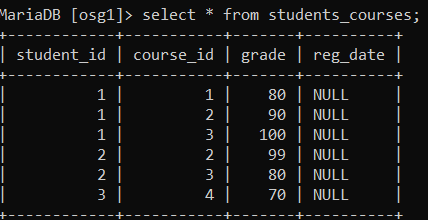 MariaDB [osg1]> select * from students_courses;
+------------+-----------+-------+----------+
| student_id | course_id | grade | reg_date |
+------------+-----------+-------+----------+
|          1 |         1 |    80 | NULL     |
|          1 |         2 |    90 | NULL     |
|          1 |         3 |   100 | NULL     |
|          2 |         2 |    99 | NULL     |
|          2 |         3 |    80 | NULL     |
|          3 |         4 |    70 | NULL     |
+------------+-----------+-------+----------+